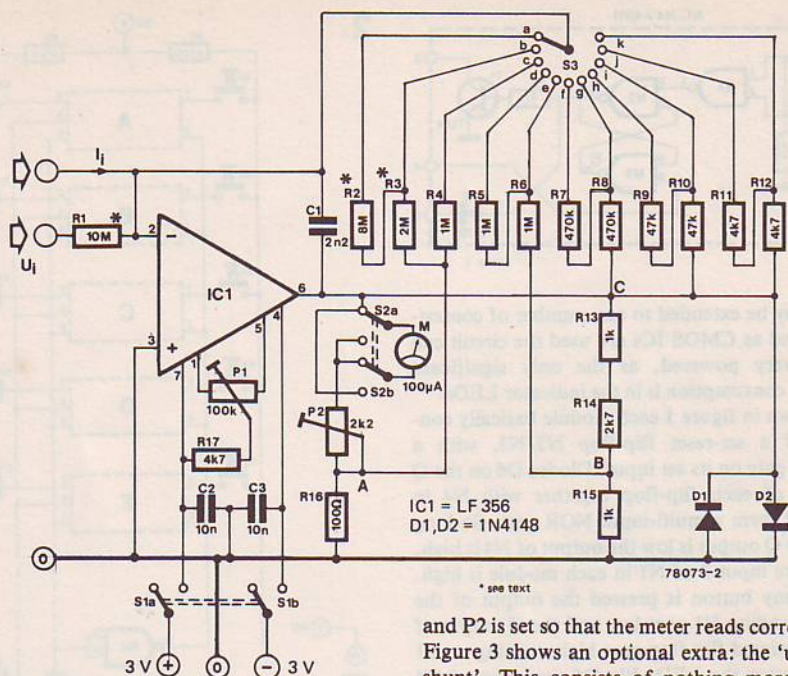 a
b
c
d
e
f
g
h
i
j
k
S3
Ii
R1
10M
*
Ui
2
3
6
7
1
5
4
IC1
C1
2n2
*
R2
8M
*
R3
2M
R4
1M
R5
1M
R6
1M
R7
470k
R8
470k
R9
47k
R10
47k
R11
4k7
R12
4k7
C
R13
1k
R14
2k7
B
R15
1k
S2a
S2b
M
100µA
P1
100k
R17
4k7
P2
2k2
A
R16
100Ω
C2
10n
C3
10n
IC1 = LF 356
D1,D2 = 1N4148
D1
D2
78073-2
* see text
0
S1a
S1b
3 V
+
0
−
3 V
and P2 is set so that the meter reads corre
Figure 3 shows an optional extra: the ‘u
shunt’. This consists of nothing more